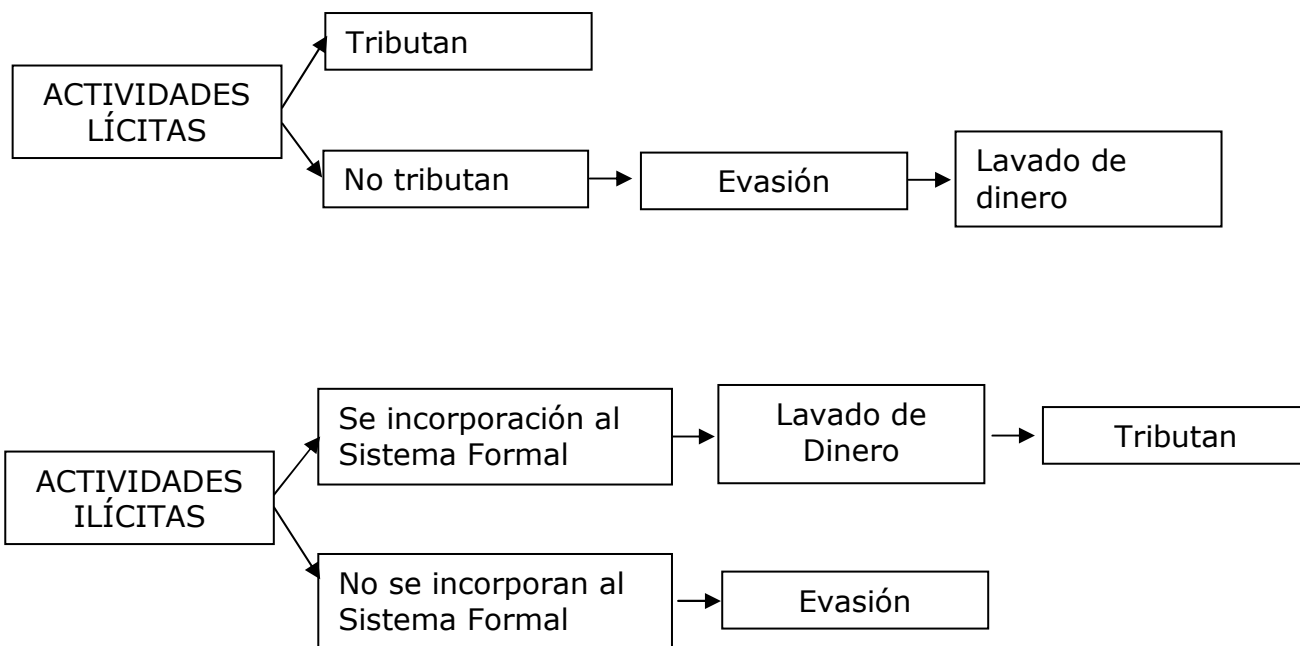 Tributan
ACTIVIDADES
LÍCITAS
No tributan
Evasión
Lavado de
dinero
Se incorporación al
Sistema Formal
Lavado de
Dinero
Tributan
ACTIVIDADES
ILÍCITAS
No se incorporan al
Sistema Formal
Evasión